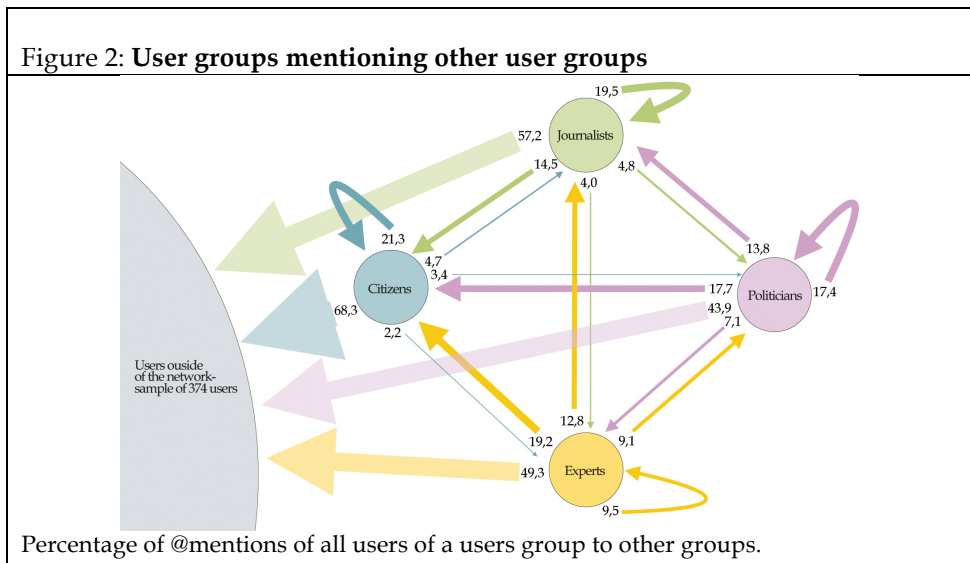 Figure 2: User groups mentioning other user groups
19,5
57,2
Journalists
14,5
4,8
4,0
21,3
4,7
3,4
13,8
Citizens
17,7
Politicians
17,4
68,3
43,9
2,2
7,1
Users ouside
of the network-
sample of 374 users
12,8
19,2
9,1
49,3
Experts
9,5
Percentage of @mentions of all users of a users group to other groups.